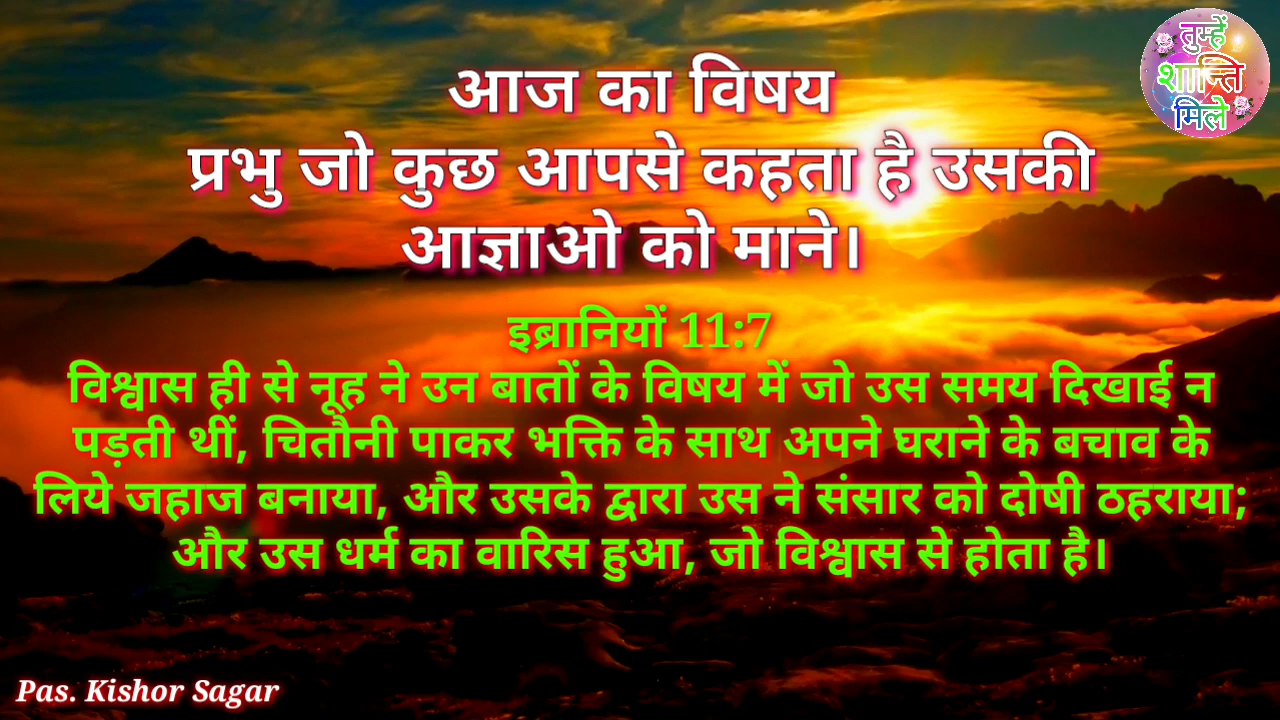 तुम्हें
शान्ति
मिले
आज का विषय
प्रभु जो कुछ आपसे कहता है उसकी
आज्ञाओ को माने।
इब्रानियों 11:7
विश्वास ही से नूह ने उन बातों के विषय में जो उस समय दिखाई न
पड़ती थीं, चितौनी पाकर भक्ति के साथ अपने घराने के बचाव के
लिये जहाज बनाया, और उसके द्वारा उस ने संसार को दोषी ठहराया;
और उस धर्म का वारिस हुआ, जो विश्वास से होता है।
Pas. Kishor Sagar